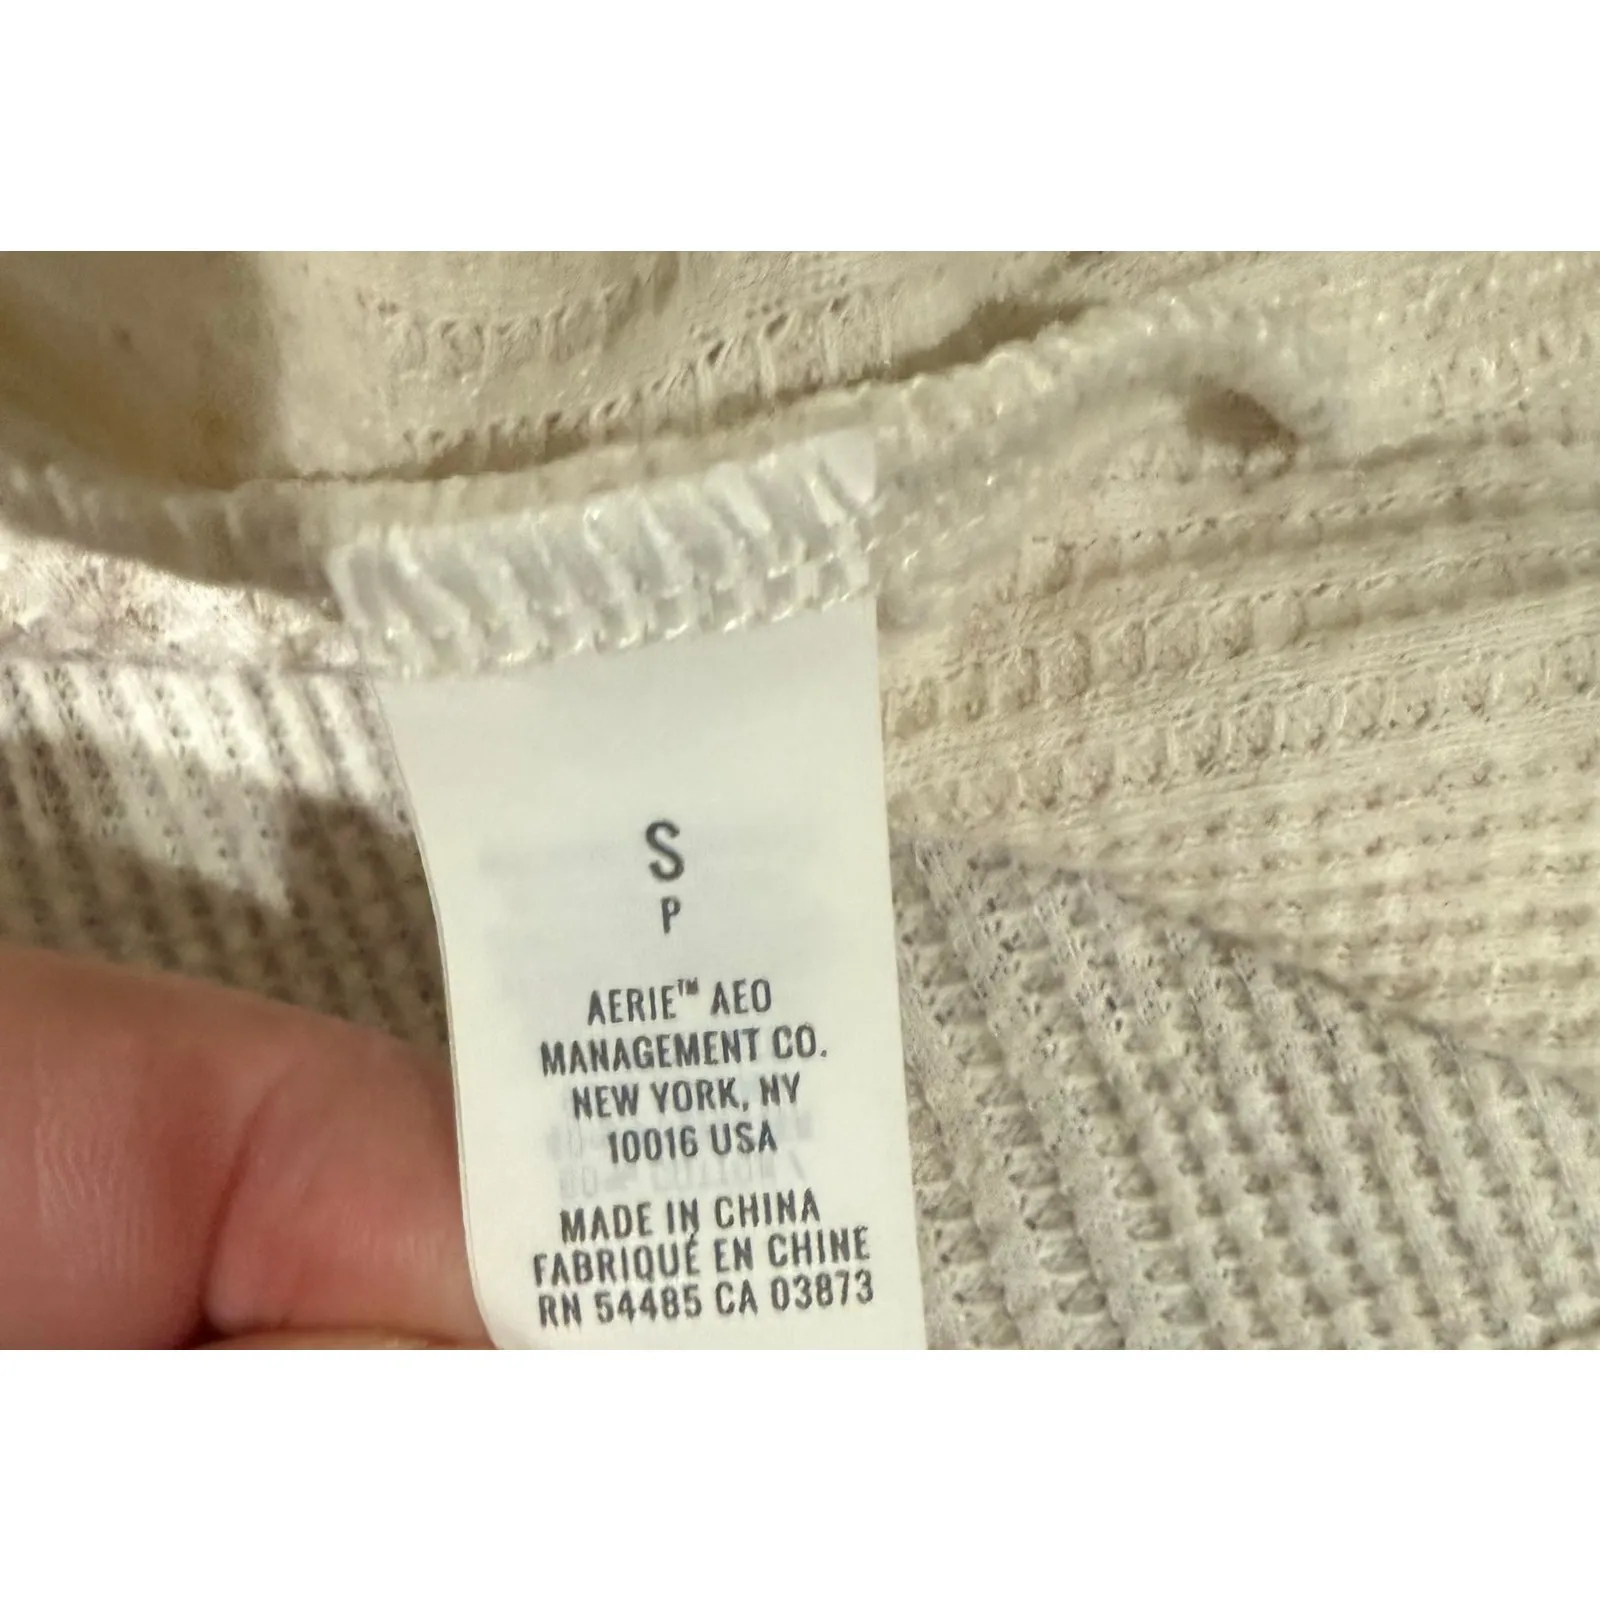 S
P
AERIE™ AEO
MANAGEMENT CO.
NEW YORK, NY
10016 USA
MADE IN CHINA
FABRIQUÉ EN CHINE
RN 54485 CA 03873